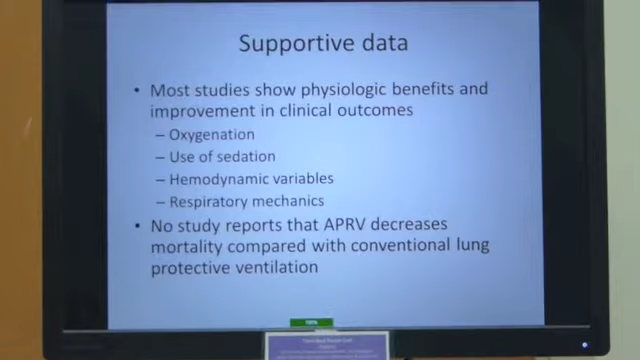 Supportive data
• Most studies show physiologic benefits and
improvement in clinical outcomes
– Oxygenation
– Use of sedation
– Hemodynamic variables
– Respiratory mechanics
• No study reports that APRV decreases
mortality compared with conventional lung
protective ventilation
100%